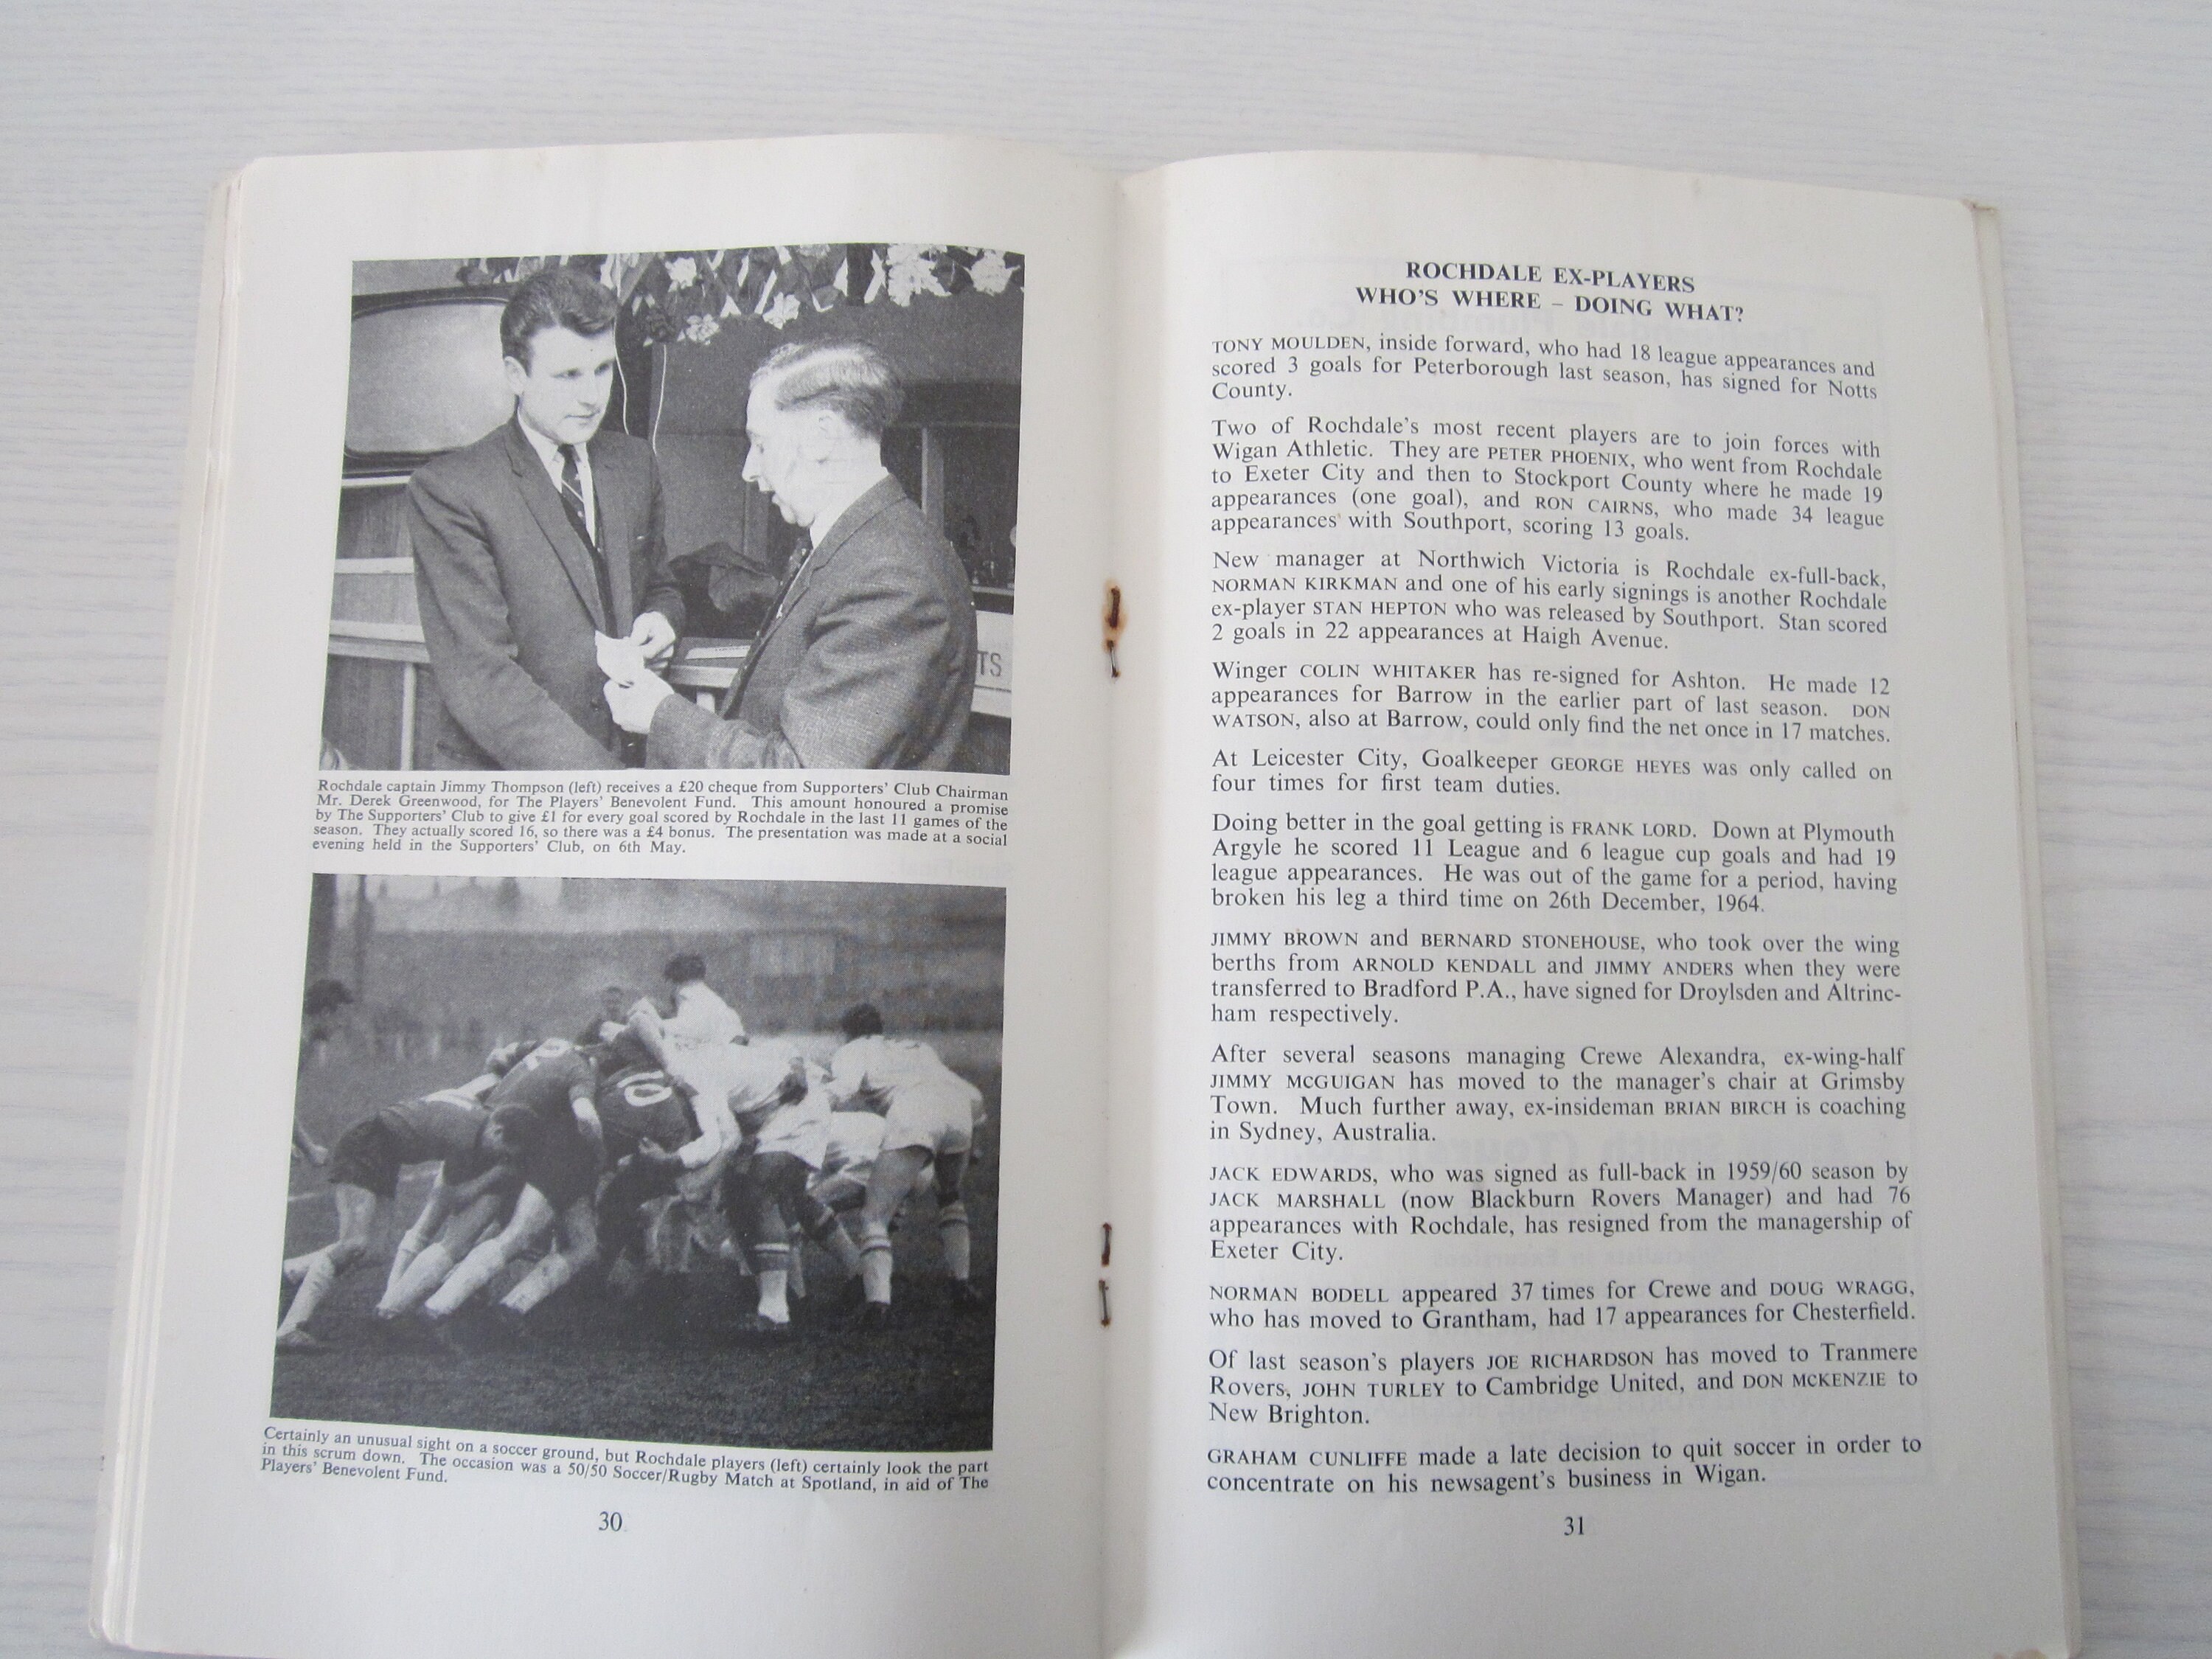 TS
Rochdale captain Jimmy Thompson (left) receives a £20 cheque from Supporters' Club Chairman
Mr. Derek Greenwood, for The Players' Benevolent Fund. This amount honoured a promise
by The Supporters' Club to give £1 for every goal scored by Rochdale in the last 11 games of the
season. They actually scored 16, so there was a £4 bonus. The presentation was made at a social
evening held in the Supporters' Club, on 6th May.
Certainly an unusual sight on a soccer ground, but Rochdale players (left) certainly look the part
in this scrum down. The occasion was a 50/50 Soccer/Rugby Match at Spotland, in aid of The
Players' Benevolent Fund.
30
ROCHDALE EX-PLAYERS
WHO'S WHERE – DOING WHAT?
TONY MOULDEN, inside forward, who had 18 league appearances and
scored 3 goals for Peterborough last season, has signed for Notts
County.
Two of Rochdale's most recent players are to join forces with
Wigan Athletic. They are PETER PHOENIX, who went from Rochdale
to Exeter City and then to Stockport County where he made 19
appearances (one goal), and RON CAIRNS, who made 34 league
appearances with Southport, scoring 13 goals.
New manager at Northwich Victoria is Rochdale ex-full-back,
NORMAN KIRKMAN and one of his early signings is another Rochdale
ex-player STAN HEPTON who was released by Southport. Stan scored
2 goals in 22 appearances at Haigh Avenue.
Winger COLIN WHITAKER has re-signed for Ashton. He made 12
appearances for Barrow in the earlier part of last season. DON
WATSON, also at Barrow, could only find the net once in 17 matches.
At Leicester City, Goalkeeper GEORGE HEYES was only called on
four times for first team duties.
Doing better in the goal getting is FRANK LORD. Down at Plymouth
Argyle he scored 11 League and 6 league cup goals and had 19
league appearances. He was out of the game for a period, having
broken his leg a third time on 26th December, 1964.
JIMMY BROWN and BERNARD STONEHOUSE, who took over the wing
berths from ARNOLD KENDALL and JIMMY ANDERS when they were
transferred to Bradford P.A., have signed for Droylsden and Altrinc-
ham respectively.
After several seasons managing Crewe Alexandra, ex-wing-half
JIMMY MCGUIGAN has moved to the manager's chair at Grimsby
Town. Much further away, ex-insideman BRIAN BIRCH is coaching
in Sydney, Australia.
JACK EDWARDS, who was signed as full-back in 1959/60 season by
JACK MARSHALL (now Blackburn Rovers Manager) and had 76
appearances with Rochdale, has resigned from the managership of
Exeter City.
NORMAN BODELL appeared 37 times for Crewe and DOUG WRAGG,
who has moved to Grantham, had 17 appearances for Chesterfield.
Of last season's players JOE RICHARDSON has moved to Tranmere
Rovers, JOHN TURLEY to Cambridge United, and DON MCKENZIE to
New Brighton.
GRAHAM CUNLIFFE made a late decision to quit soccer in order to
concentrate on his newsagent's business in Wigan.
31